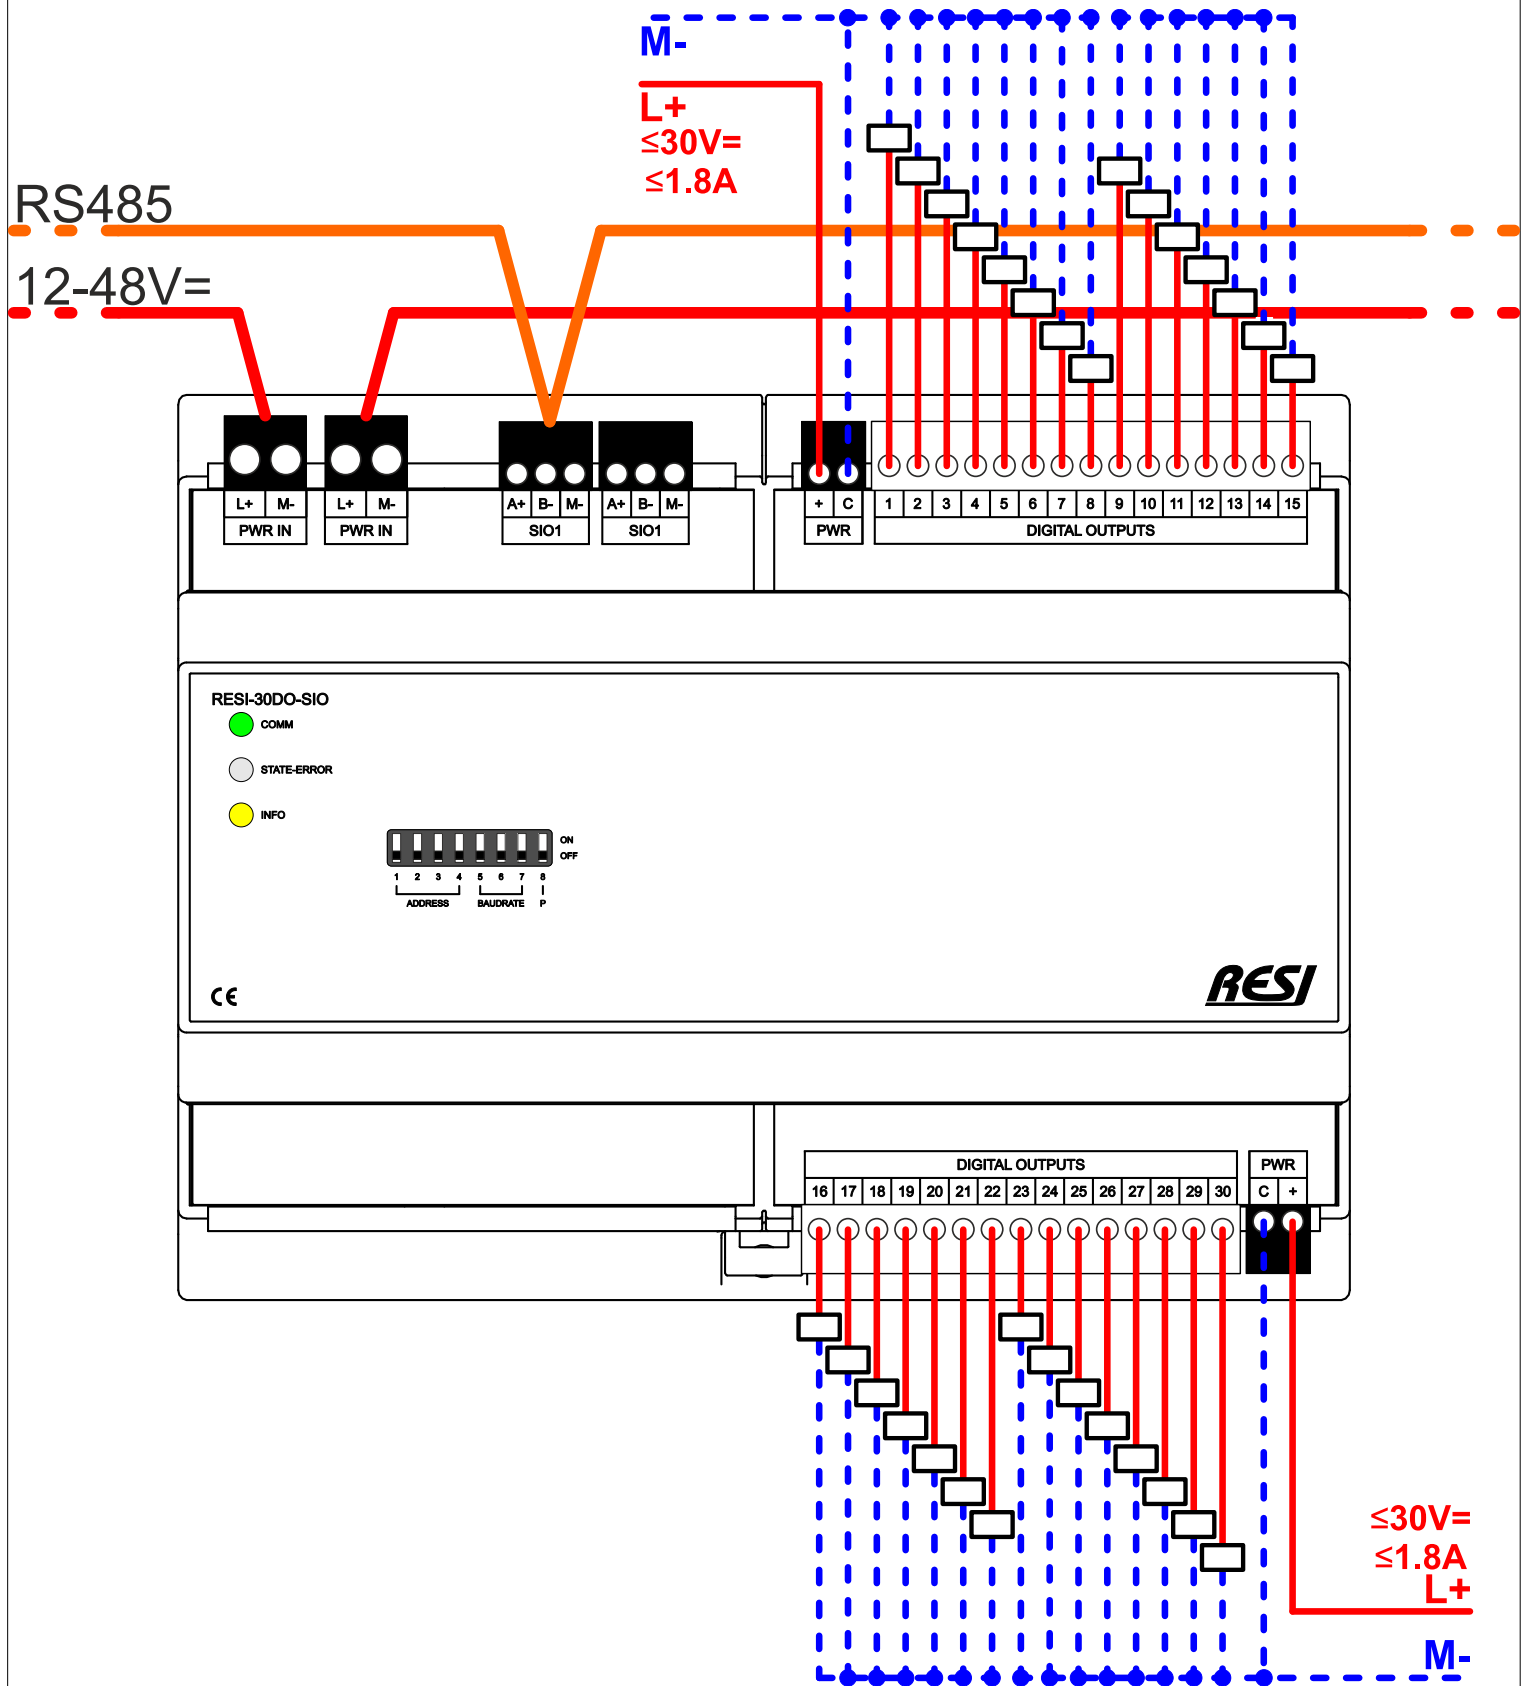 M-
L+
≤30V=
≤1.8A
RS485
12-48V=
L+ M- L+ M- A+ B- M- A+ B- M- + C 1 2 3 4 5 6 7 8 9 10 11 12 13 14 15
PWR IN PWR IN SIO1 SIO1 PWR DIGITAL OUTPUTS
RESI-30DO-SIO
COMM
STATE-ERROR
INFO
ON
OFF
1 2 3 4 5 6 7 8
ADDRESS BAUDRATE P
CE
RESI
DIGITAL OUTPUTS PWR
16 17 18 19 20 21 22 23 24 25 26 27 28 29 30 C +
≤30V=
≤1.8A
L+
M-